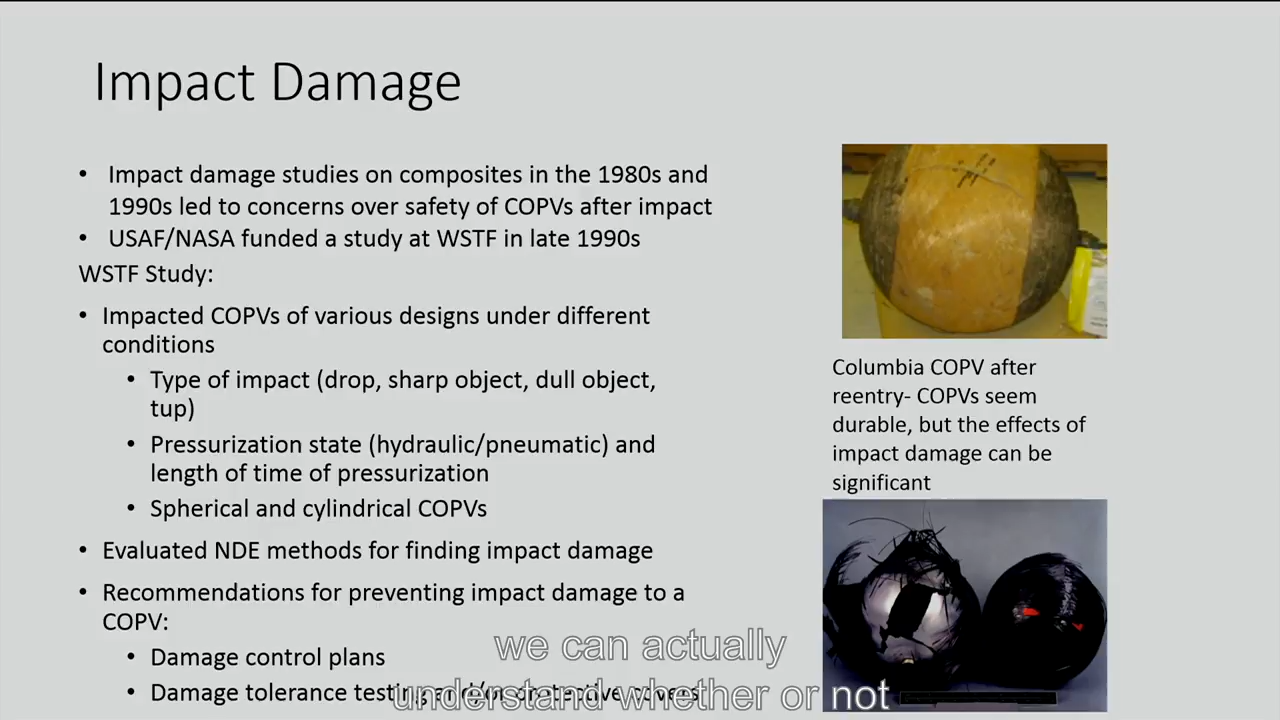 Impact Damage
• Impact damage studies on composites in the 1980s and
1990s led to concerns over safety of COPVs after impact
• USAF/NASA funded a study at WSTF in late 1990s
WSTF Study:
• Impacted COPVs of various designs under different
conditions
• Type of impact (drop, sharp object, dull object,
tup)
• Pressurization state (hydraulic/pneumatic) and
length of time of pressurization
• Spherical and cylindrical COPVs
• Evaluated NDE methods for finding impact damage
• Recommendations for preventing impact damage to a
COPV:
• Damage control plans
• Damage tolerance testing and/or protective covers
Columbia COPV after
reentry- COPVs seem
durable, but the effects of
impact damage can be
significant
we can actually
understand whether or not